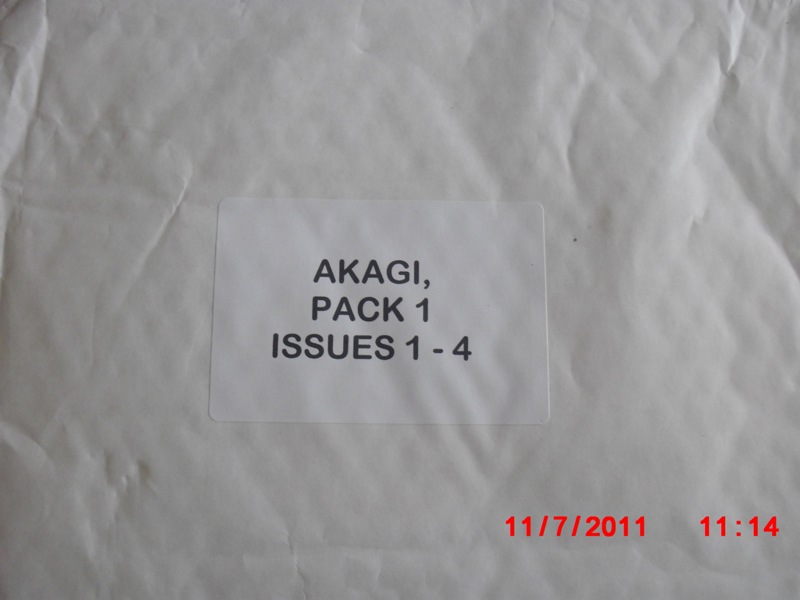 AKAGI,
PACK 1
ISSUES 1 - 4
11/7/2011 11:14